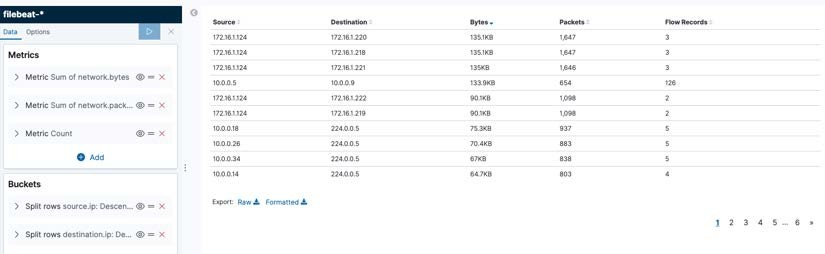 filebeat-*
Data Options
Metrics
Metric Sum of network.bytes
Metric Sum of network.pack...
Metric Count
Add
Buckets
Split rows source.ip: Descen...
Split rows destination.ip: De...
Source Destination Bytes Packets Flow Records
172.16.1.124 172.16.1.220 135.1KB 1,647 3
172.16.1.124 172.16.1.218 135.1KB 1,647 3
172.16.1.124 172.16.1.221 135KB 1,646 3
10.0.0.5 10.0.0.9 133.9KB 654 126
172.16.1.124 172.16.1.222 90.1KB 1,098 2
172.16.1.124 172.16.1.219 90.1KB 1,098 2
10.0.0.18 224.0.0.5 75.3KB 937 5
10.0.0.26 224.0.0.5 70.4KB 883 5
10.0.0.34 224.0.0.5 67KB 838 5
10.0.0.14 224.0.0.5 64.7KB 803 4
Export: Raw Formatted
1 2 3 4 5 ... 6 »